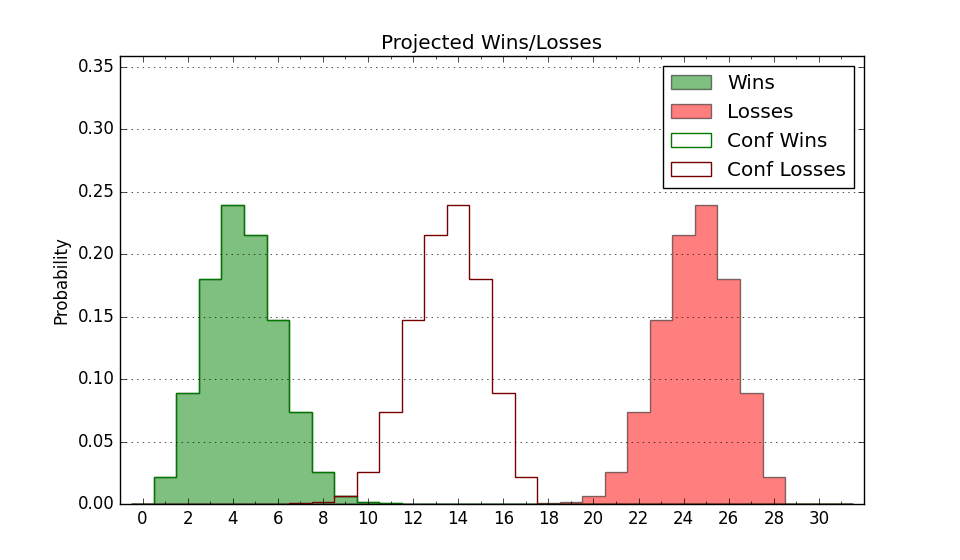 Projected Wins/Losses
0.35
0.30
0.25
0.20
0.15
0.10
0.05
0.00
Probability
Wins
Losses
Conf Wins
Conf Losses
0 2 4 6 8 10 12 14 16 18 20 22 24 26 28 30